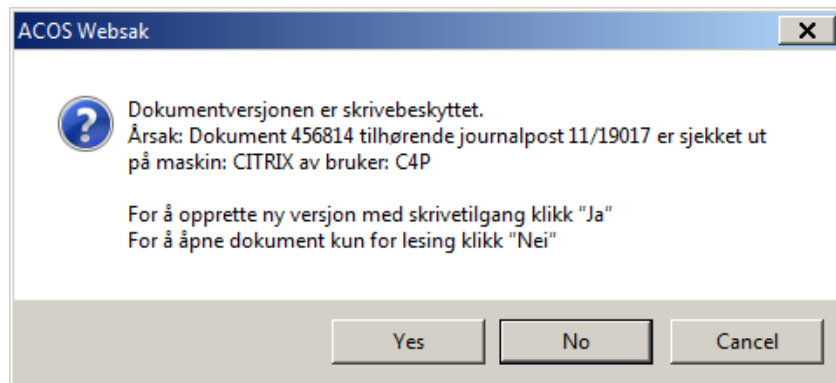 ACOS Websak
Dokumentversjonen er skrivebeskyttet.
Årsak: Dokument 456814 tilhørende journalpost 11/19017 er sjekket ut
på maskin: CITRIX av bruker: C4P
For å opprette ny versjon med skrivetilgang klikk "Ja"
For å åpne dokument kun for lesing klikk "Nei"
Yes No Cancel